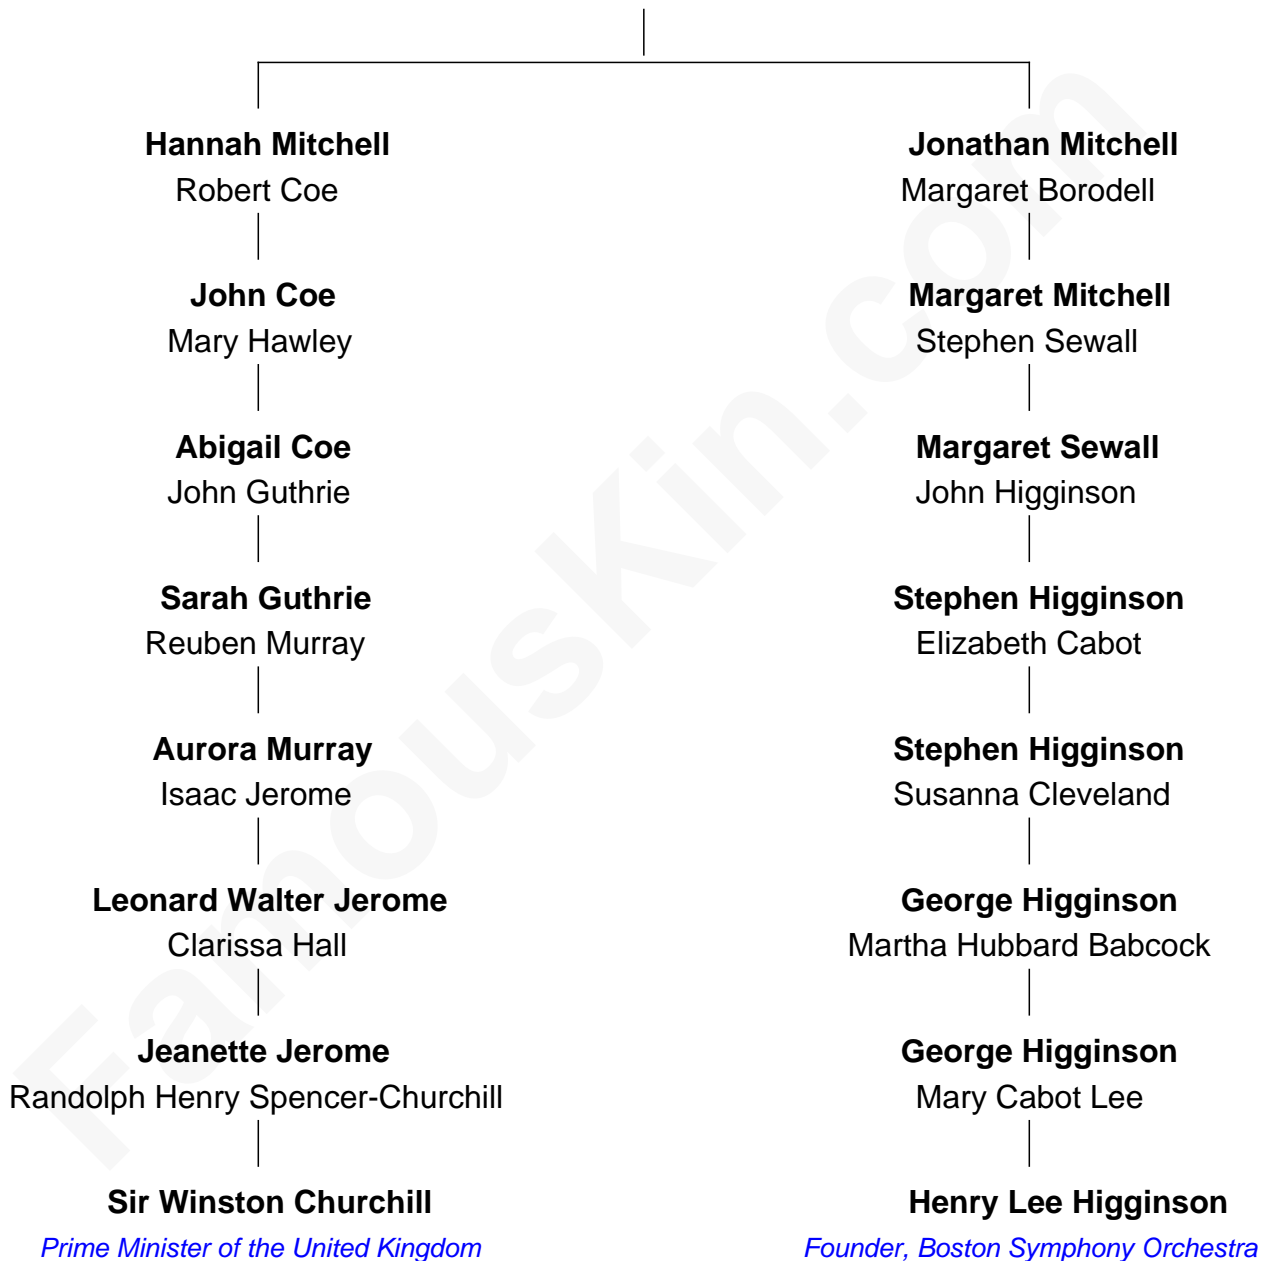 Hannah Mitchell
Robert Coe
John Coe
Mary Hawley
Abigail Coe
John Guthrie
Sarah Guthrie
Reuben Murray
Aurora Murray
Isaac Jerome
Leonard Walter Jerome
Clarissa Hall
Jeanette Jerome
Randolph Henry Spencer-Churchill
Sir Winston Churchill
Prime Minister of the United Kingdom
Jonathan Mitchell
Margaret Borodell
Margaret Mitchell
Stephen Sewall
Margaret Sewall
John Higginson
Stephen Higginson
Elizabeth Cabot
Stephen Higginson
Susanna Cleveland
George Higginson
Martha Hubbard Babcock
George Higginson
Mary Cabot Lee
Henry Lee Higginson
Founder, Boston Symphony Orchestra
FamousKin.com